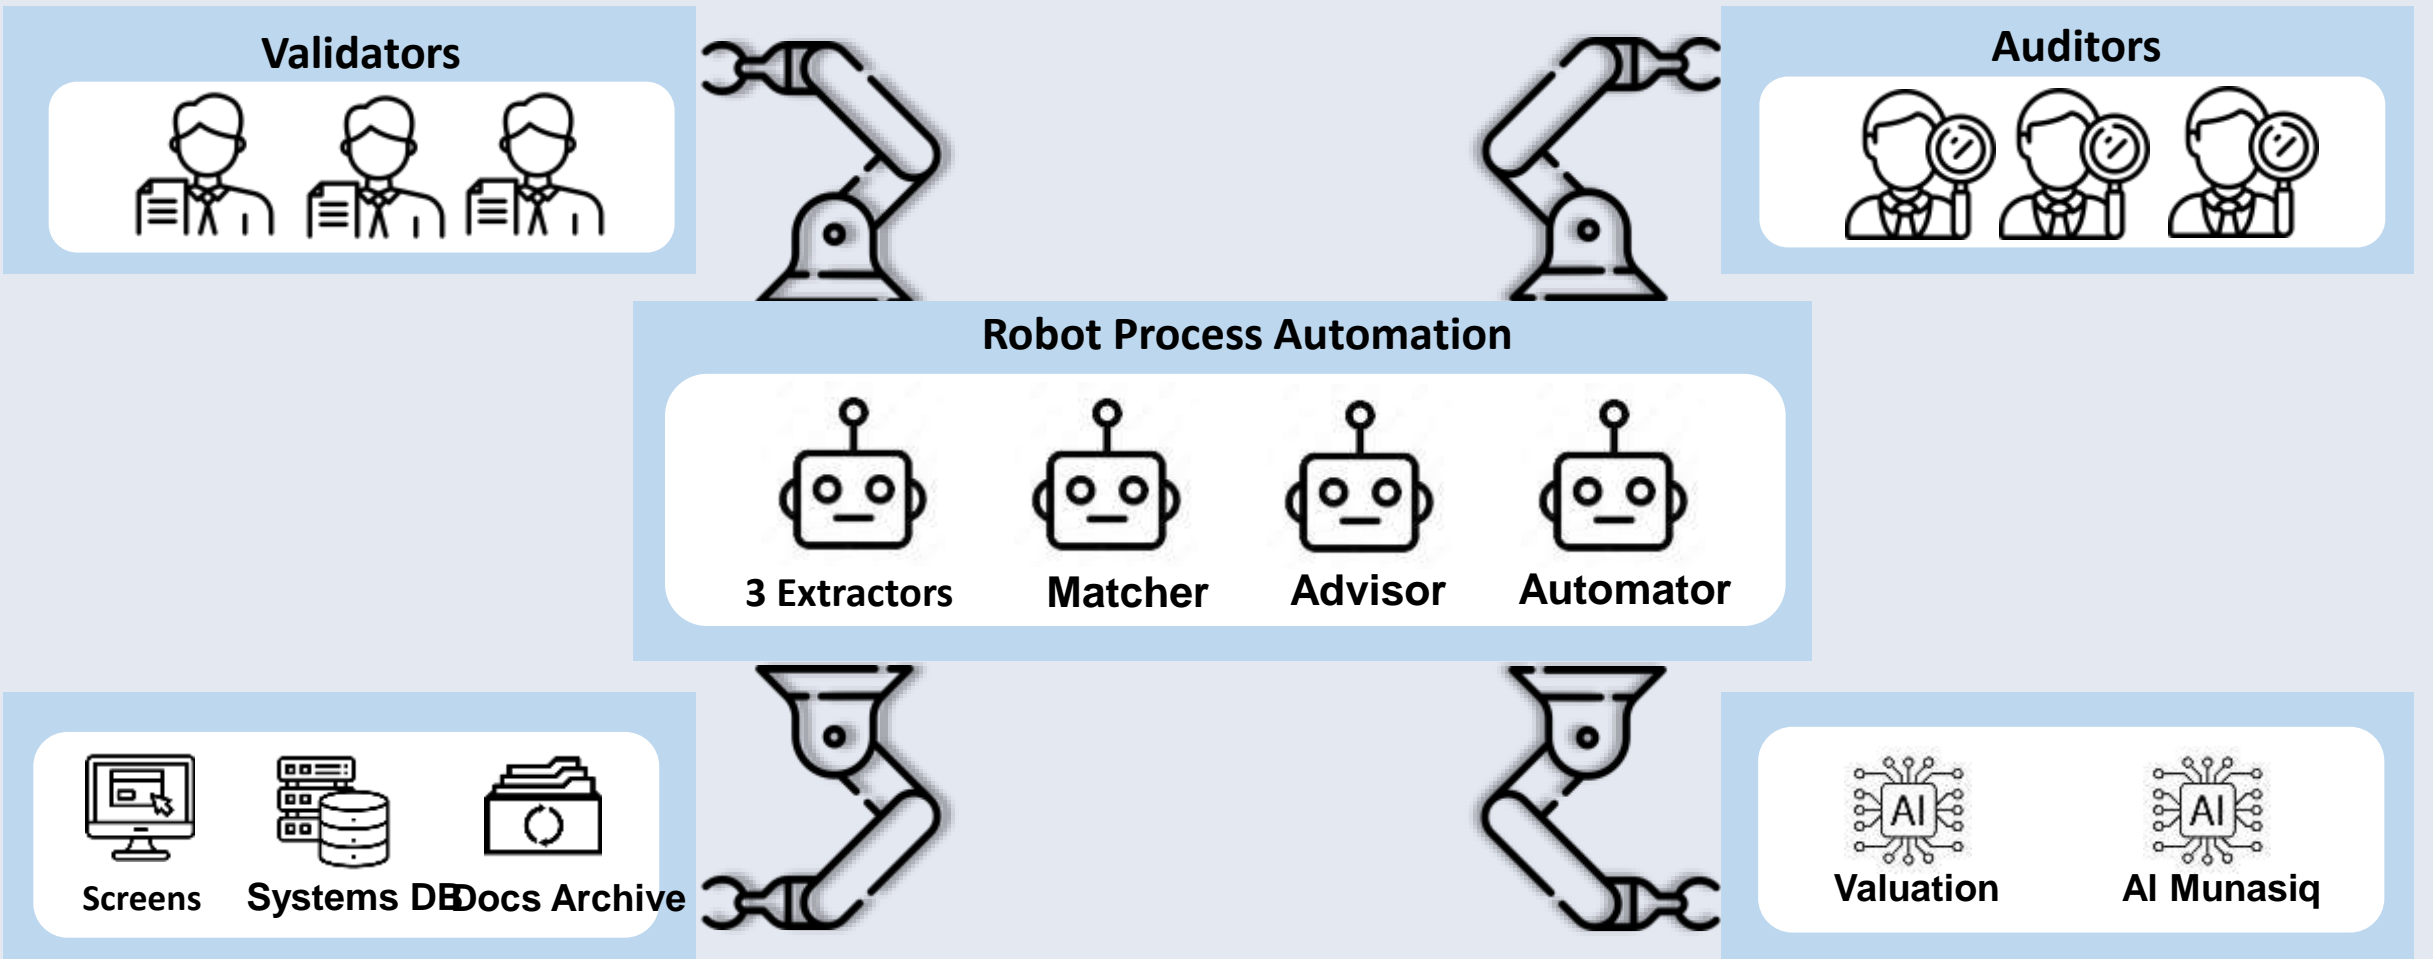 Validators
Auditors
Robot Process Automation
3 Extractors
Matcher
Advisor
Automator
Screens
Systems DB
Docs Archive
AI
Valuation
AI
AI Munasiq